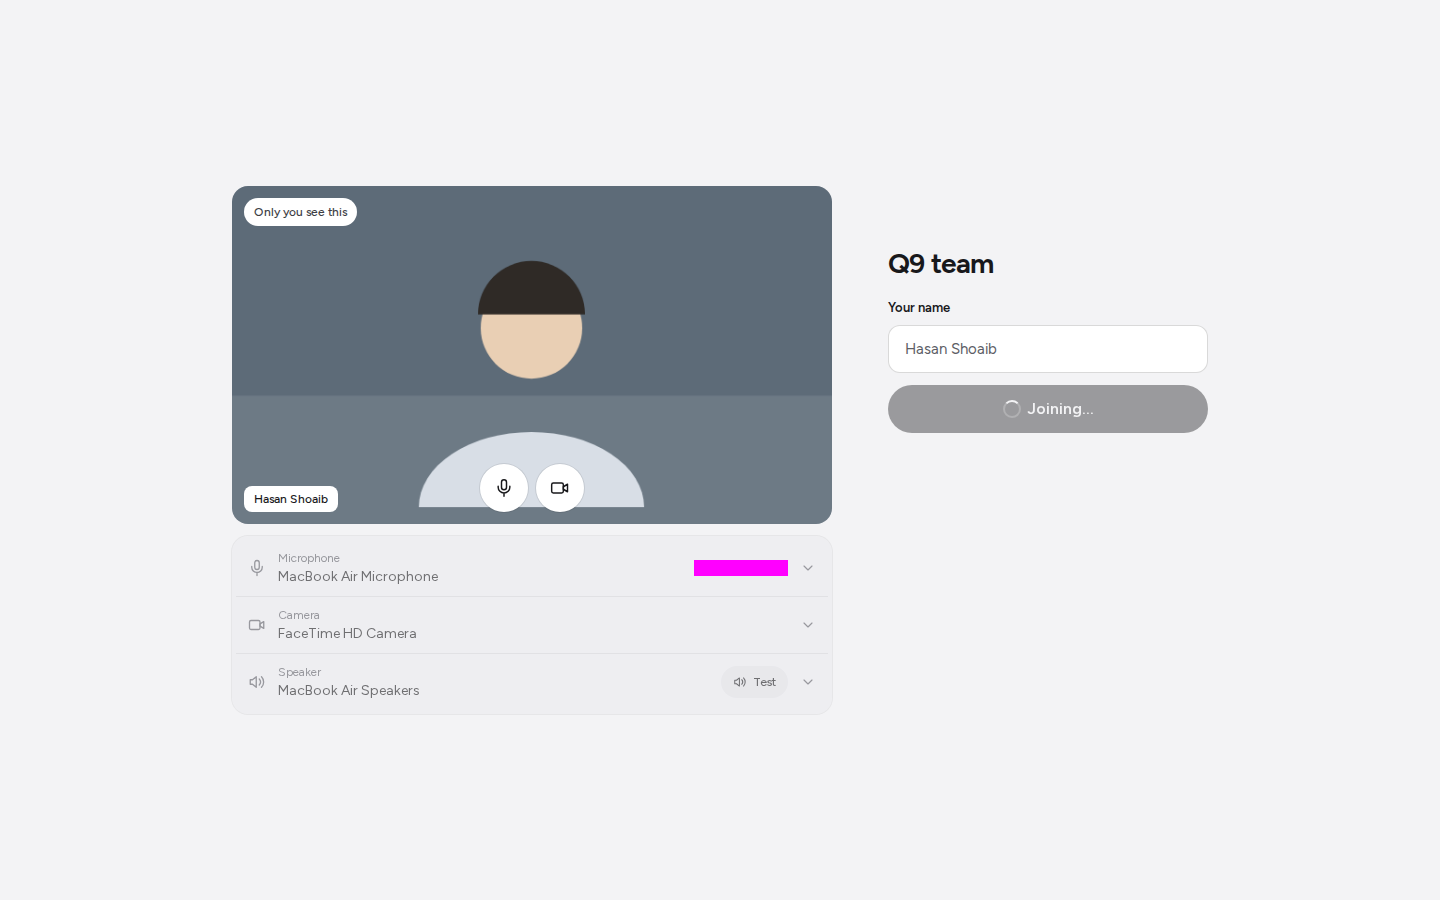 Only you see this
Hasan Shoaib
Microphone
MacBook Air Microphone
Camera
FaceTime HD Camera
Speaker
MacBook Air Speakers
Test
Q9 team
Your name
Hasan Shoaib
Joining...